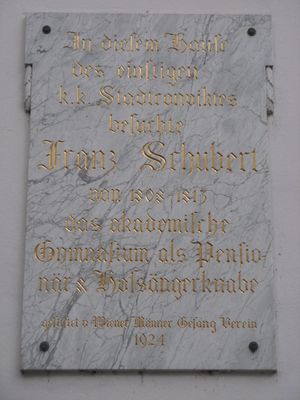 In diesem Hause
des einstigen
k.k. Stadtconviktes
besuchte
Franz Schubert
von 1808-1813
das akademische
Gymnasium als Pensio-
när & Hofsängerknabe
gestiftet v Wiener Männer Gesang Verein
1924